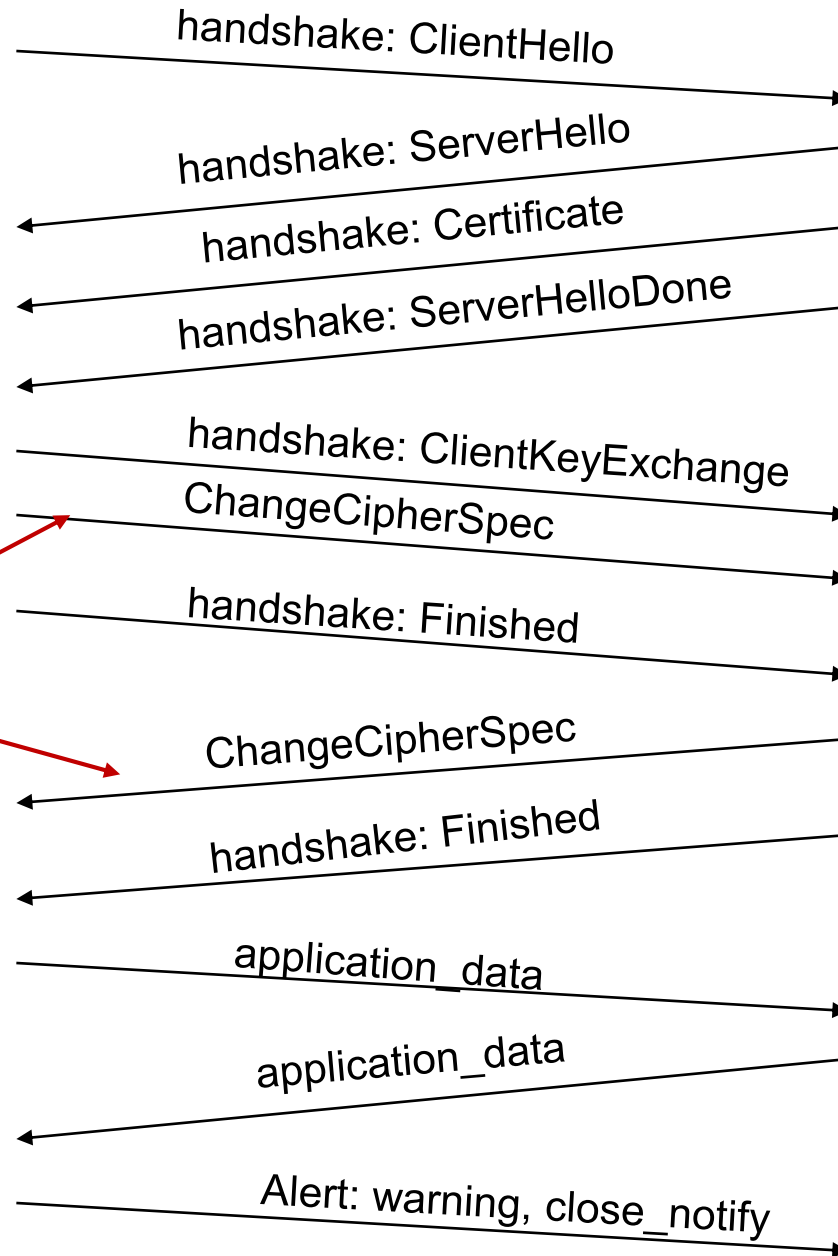 handshake: ClientHello
handshake: ServerHello
handshake: Certificate
handshake: ServerHelloDone
handshake: ClientKeyExchange
ChangeCipherSpec
handshake: Finished
ChangeCipherSpec
handshake: Finished
application_data
application_data
Alert: warning, close_notify